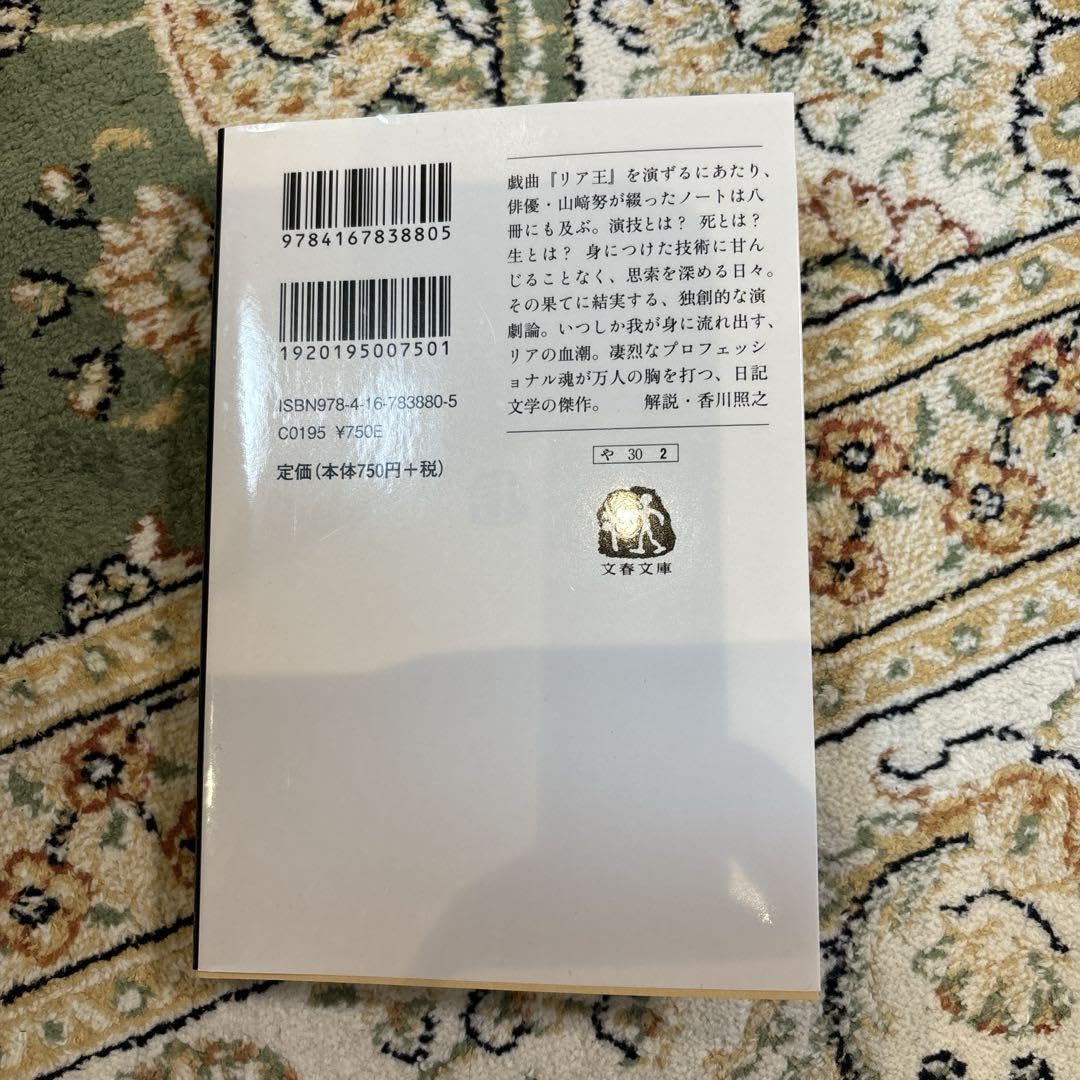 9784167838805
1920195007501
ISBN978-4-16-783880-5
C0195 ¥750E
定価(本体750円+税)
戯曲『リア王』を演ずるにあたり、
俳優・山﨑努が綴ったノートは八
冊にも及ぶ。演技とは? 死とは?
生とは? 身につけた技術に甘ん
じることなく、思索を深める日々。
その果てに結実する、独創的な演
劇論。いつしか我が身に流れ出す、
リアの血潮。凄烈なプロフェッシ
ョナル魂が万人の胸を打つ、日記
文学の傑作。 解説・香川照之
や 30 2
文春文庫